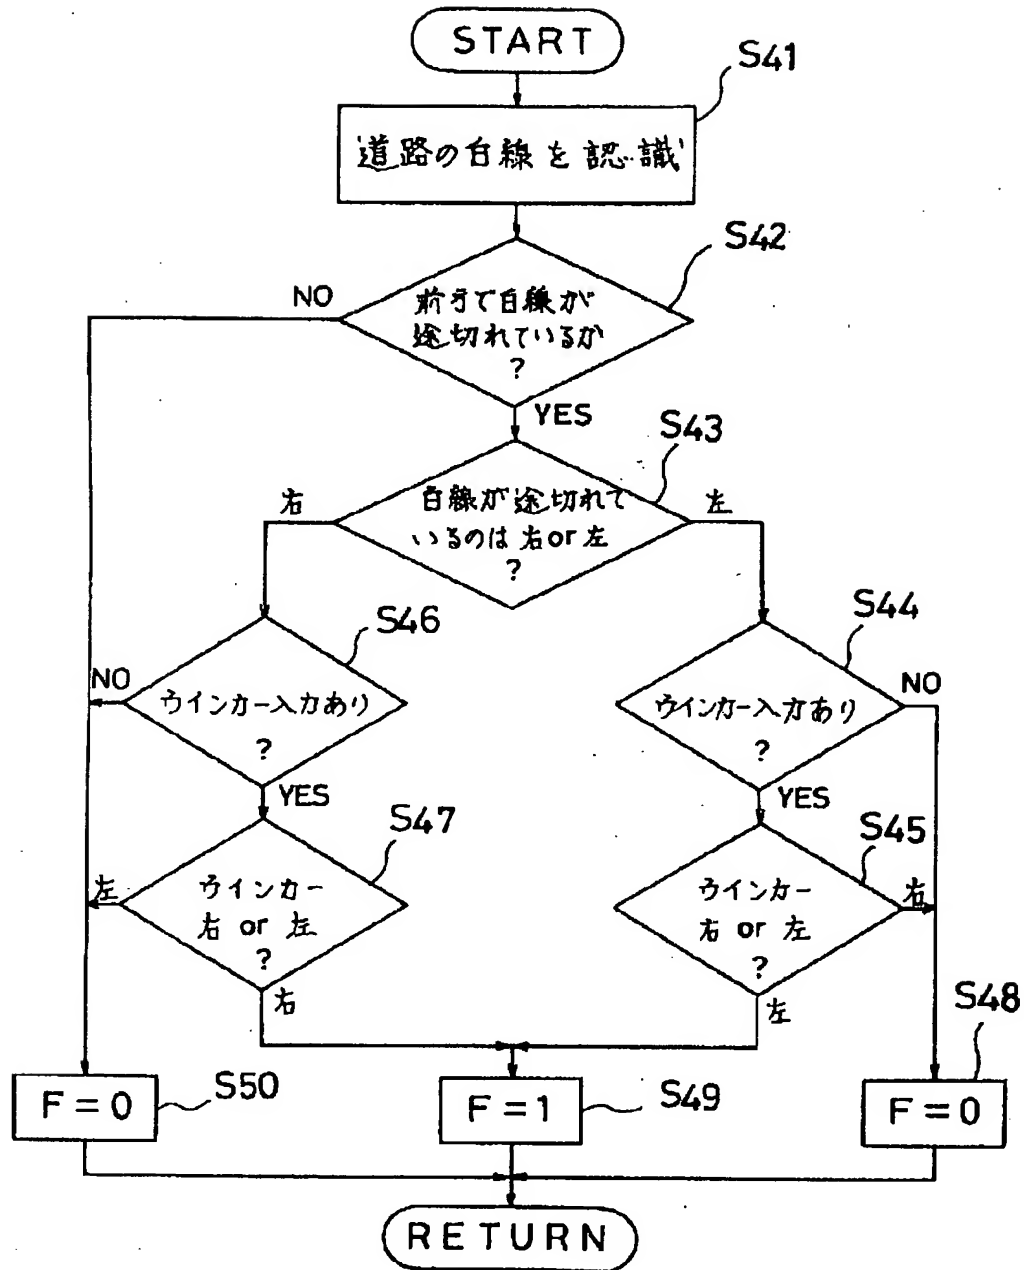 START
S41
道路の白線を認識
S42
NO
前方で白線が
途切れているか
?
YES
S43
右
白線が途切れて
いるのは右or左
?
左
S46
S44
NO
ウインカー入力あり
?
YES
ウインカー入力あり
?
NO
YES
S47
S45
左
ウインカー
右 or 左
?
右
ウインカー
右 or 左
?
右
左
S48
F=0
S50
F=1
S49
F=0
RETURN